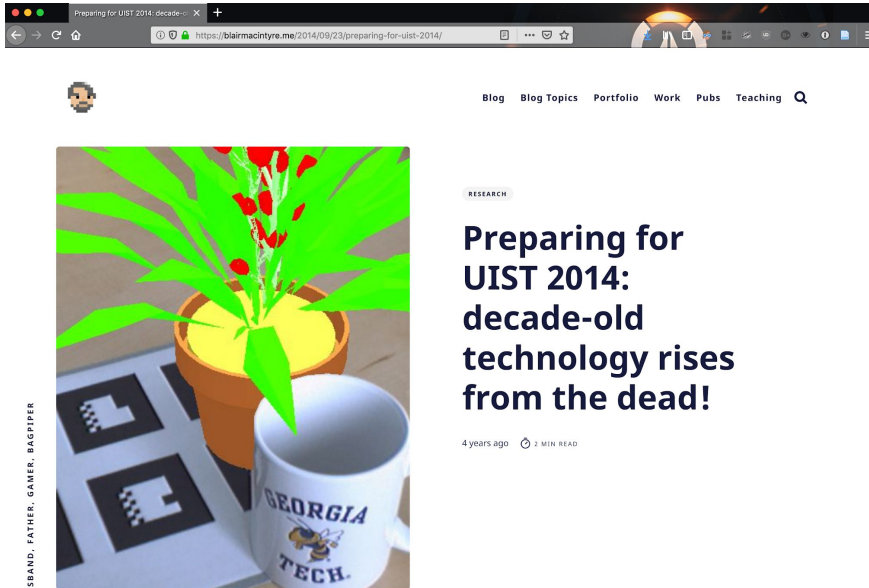 Preparing for UIST 2014: decade-o
https://blairmacintyre.me/2014/09/23/preparing-for-uist-2014/
Blog Blog Topics Portfolio Work Pubs Teaching
RESEARCH
Preparing for
UIST 2014:
decade-old
technology rises
from the dead!
4 years ago 2 MIN READ
SBAND, FATHER, GAMER, BAGPIPER
GEORGIA
TECH.